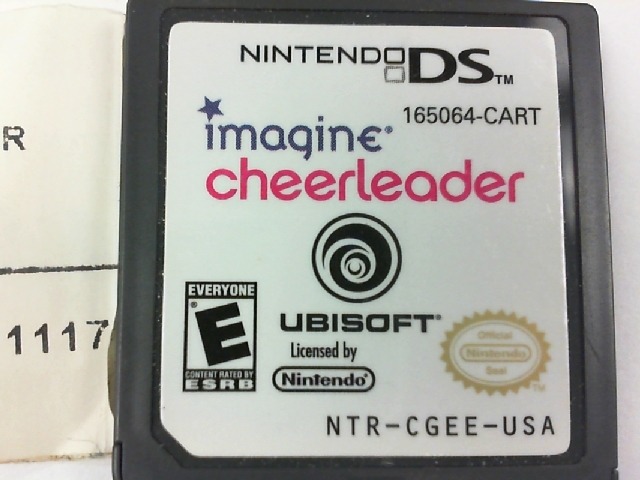 R
1117
NINTENDO DS™
165064-CART
imagine®
cheerleader
EVERYONE
E
CONTENT RATED BY
ESRB
UBISOFT®
Licensed by
Nintendo®
Official
Nintendo
Seal
TM
NTR-CGEE-USA